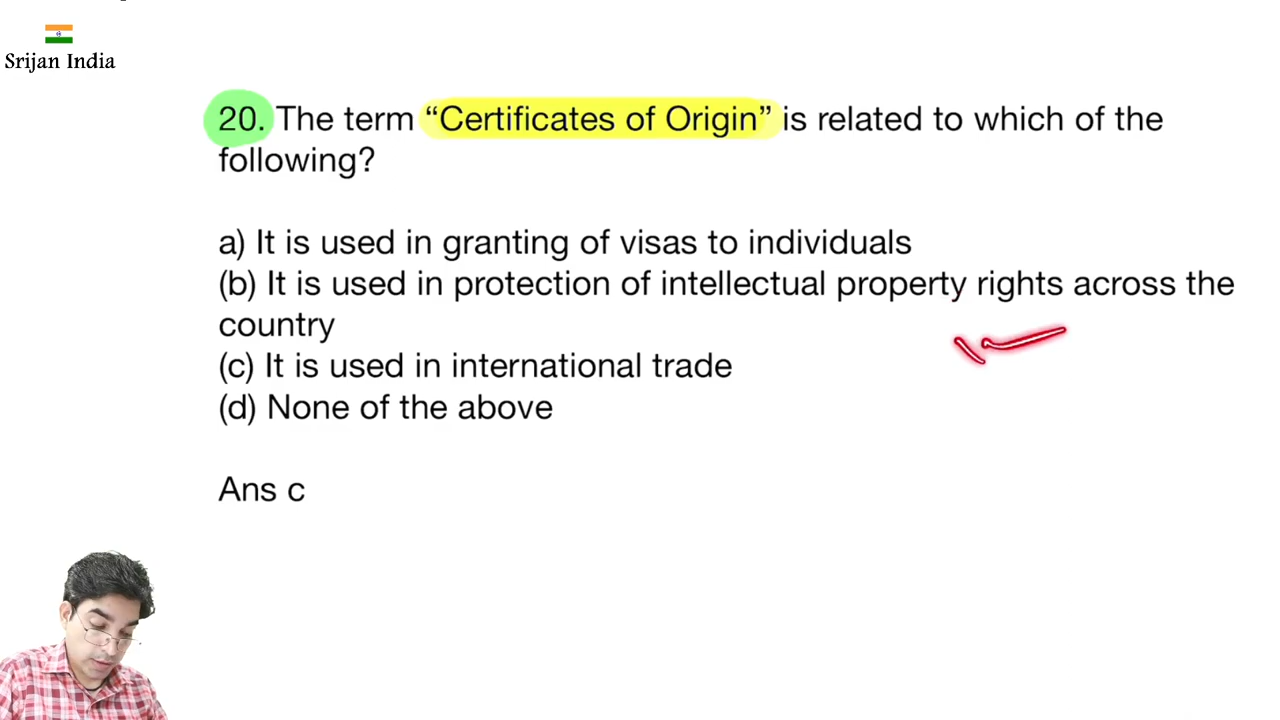 Srijan India
20. The term “Certificates of Origin” is related to which of the
following?
a) It is used in granting of visas to individuals
(b) It is used in protection of intellectual property rights across the
country
(c) It is used in international trade
(d) None of the above
Ans c